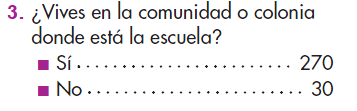 3. ¿Vives en la comunidad o colonia
donde está la escuela?
■ Sí . . . . . . . . . . . . . . . . . . . . . . . 270
■ No . . . . . . . . . . . . . . . . . . . . . . . 30